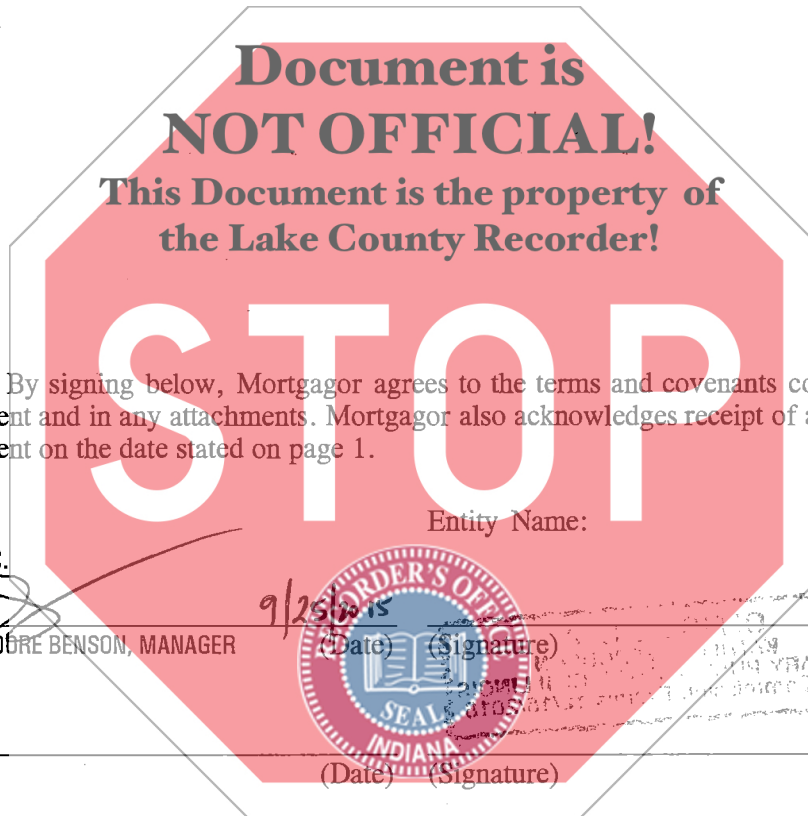 Document is
NOT OFFICIAL!
This Document is the property of
the Lake County Recorder!
STOP
By signing below, Mortgagor agrees to the terms and covenants co
ent and in any attachments. Mortgagor also acknowledges receipt of a
ent on the date stated on page 1.
Entity Name:
9/25/2015
ORE BENSON, MANAGER (Date) (Signature)
RECORDER'S OFFICE
SEAL
INDIANA
(Date) (Signature)